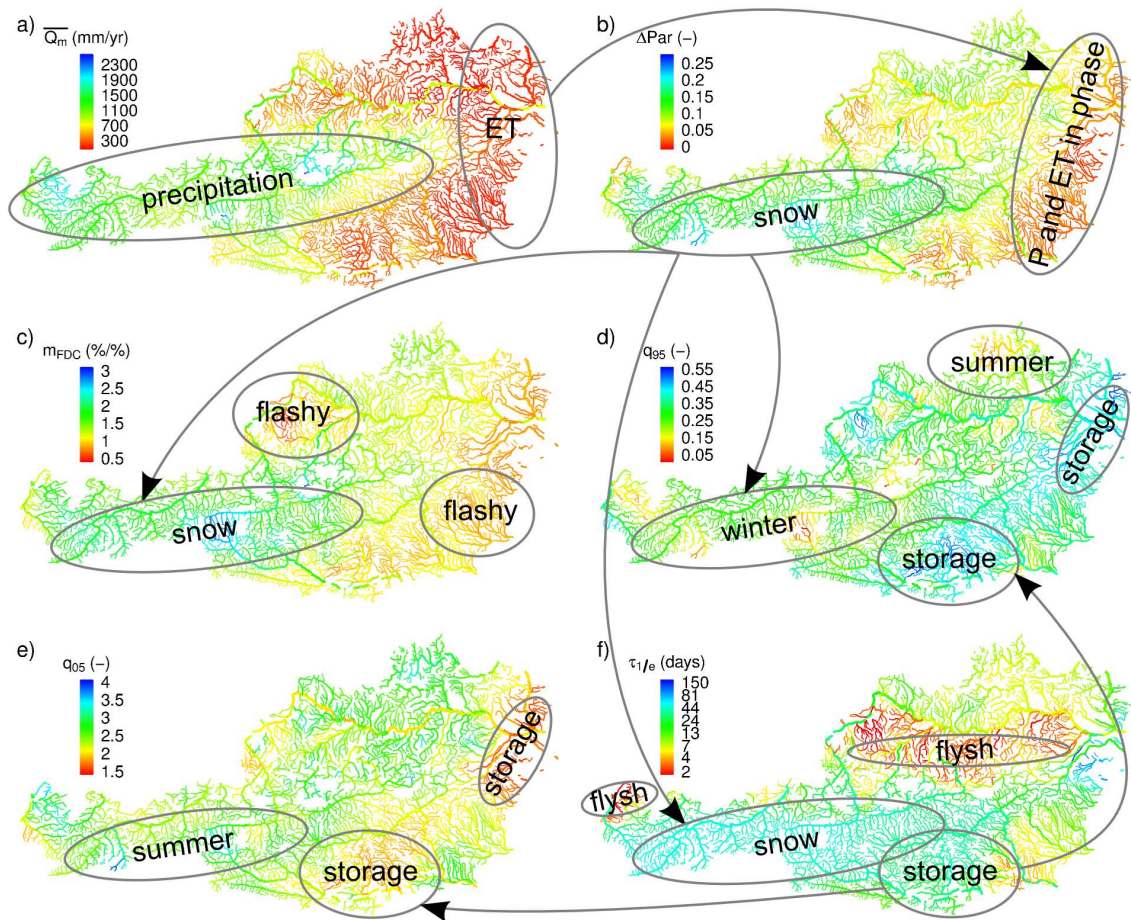 a) Q̅m̅ (mm/yr)
2300
1900
1500
1100
700
300
precipitation
ET
b) ΔPar (−)
0.25
0.2
0.15
0.1
0.05
0
snow
P and ET in phase
c) mFDC (%/%)
3
2.5
2
1.5
1
0.5
flashy
flashy
snow
d) q95 (−)
0.55
0.45
0.35
0.25
0.15
0.05
summer
storage
winter
storage
e) q05 (−)
4
3.5
3
2.5
2
1.5
storage
summer
storage
f) τ1/e (days)
150
81
44
24
13
7
4
2
flysh
flysh
snow
storage